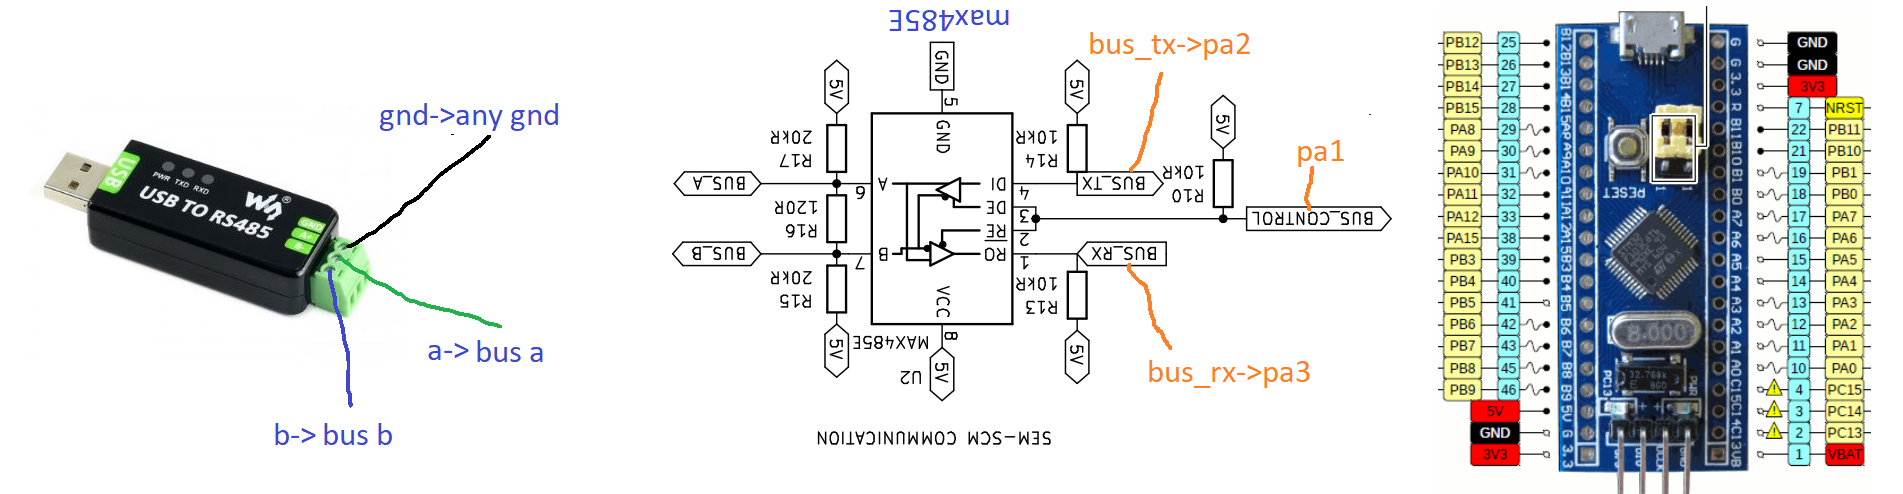 gnd->any gnd
USB
PWR TXD RXD
USB TO RS485
GND
A+
B-
a-> bus a
b-> bus b
max485E
bus_tx->pa2
pa1
bus_rx->pa3
GND
5
GND
5V
20kR
R17
BUS_A
6
A
120R
R16
BUS_B
7
B
20kR
R15
5V
VCC
8
MAX485E
U2
5V
5V
10kR
R14
DI
4
BUS_TX
DE
3
RE
2
RO
1
BUS_RX
10kR
R13
5V
5V
10kR
R10
BUS_CONTROL
SEM-SCM COMMUNICATION
PB12 25
PB13 26
PB14 27
PB15 28
PA8 29
PA9 30
PA10 31
PA11 32
PA12 33
PA15 38
PB3 39
PB4 40
PB5 41
PB6 42
PB7 43
PB8 45
PB9 46
5V
GND
3V3
B12 B13 B14 B15 A8 A9 A10 A11 A12 A15 B3 B4 B5 B6 B7 B8 B9 5V G 3.3
RESET
8.000
32.768k
PC13
PWR
G G 3.3 R B11 B10 B1 B0 A7 A6 A5 A4 A3 A2 A1 A0 C15 C14 C13 VB
GND
GND
3V3
7 NRST
22 PB11
21 PB10
19 PB1
18 PB0
17 PA7
16 PA6
15 PA5
14 PA4
13 PA3
12 PA2
11 PA1
10 PA0
4 PC15
3 PC14
2 PC13
1 VBAT